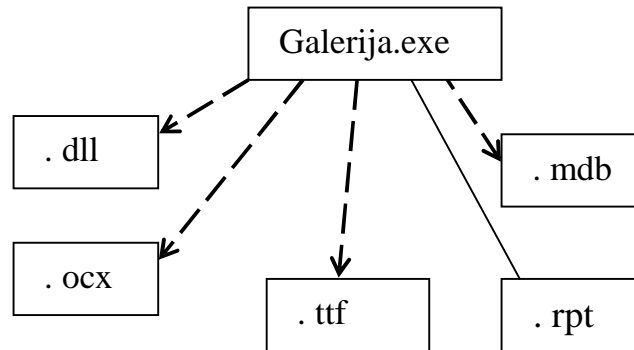 Galerija.exe
. dll
. mdb
. ocx
. ttf
. rpt